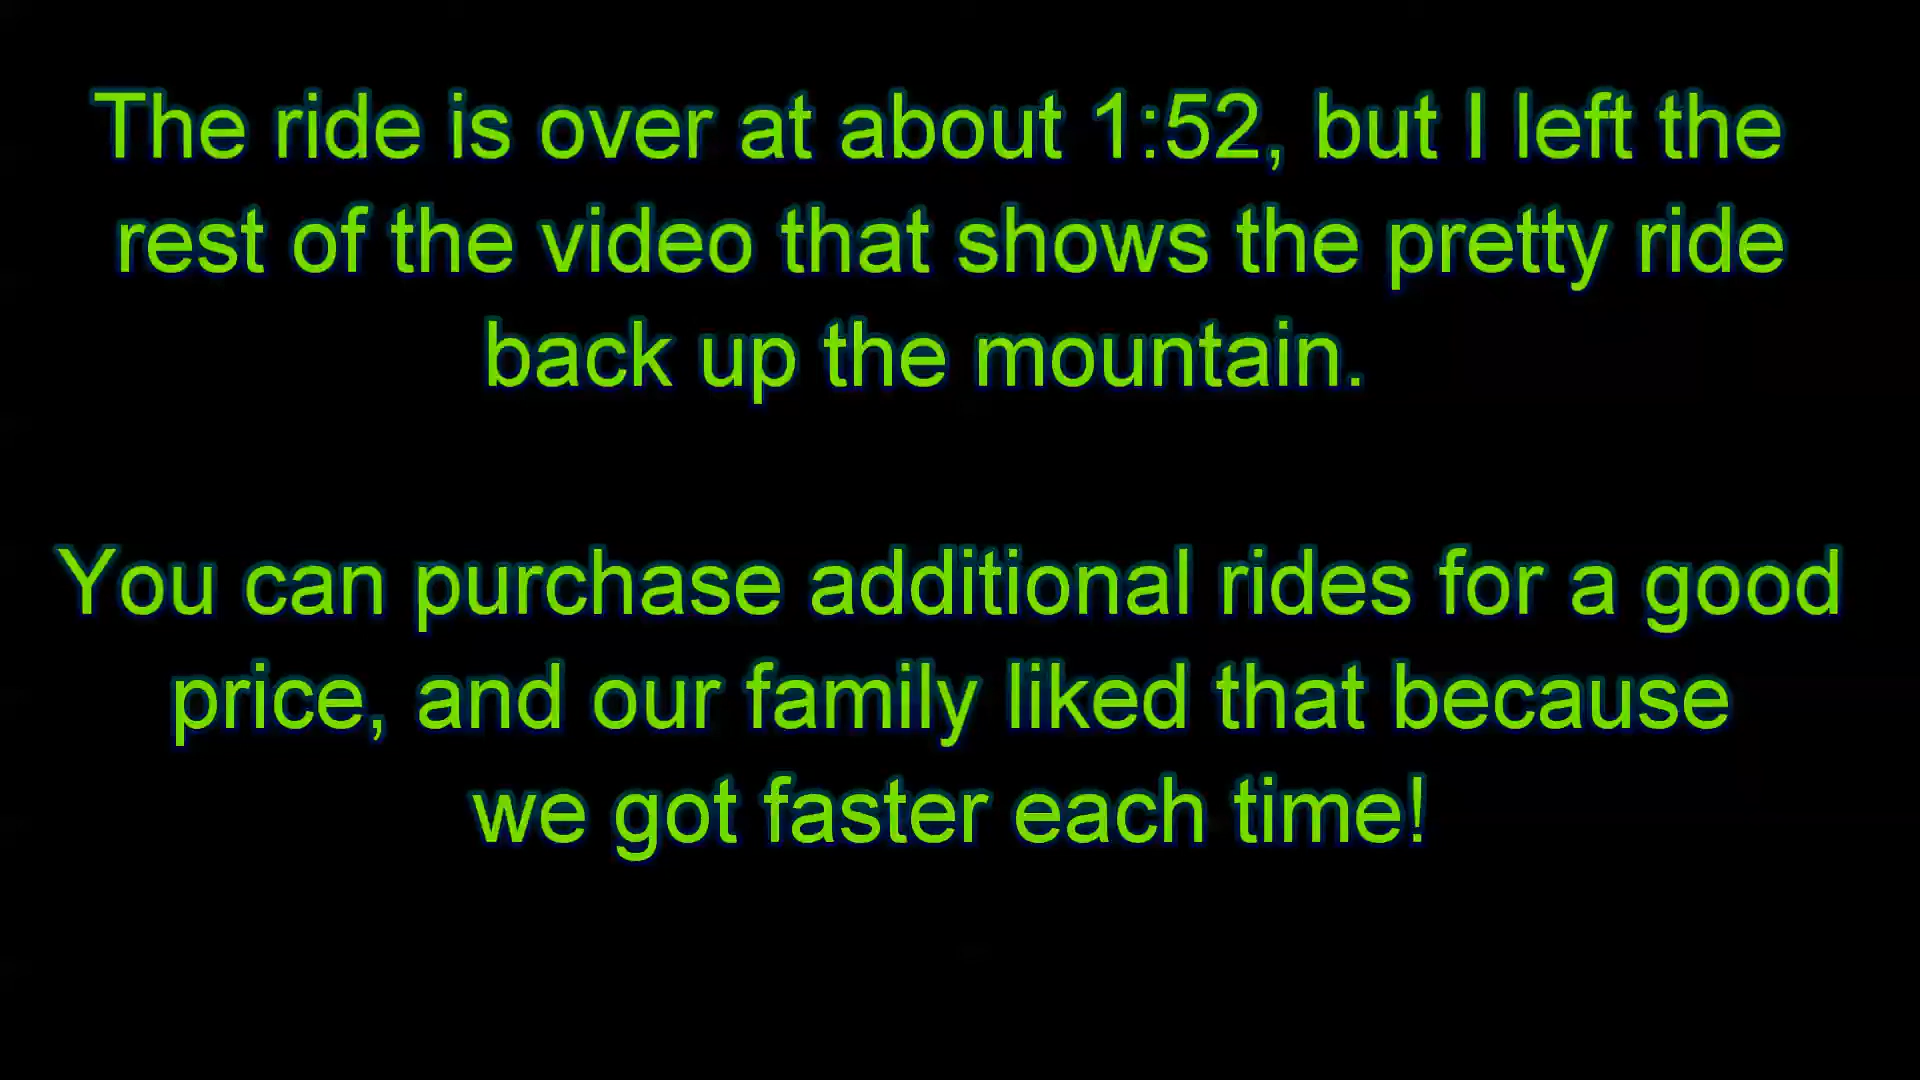 The ride is over at about 1:52, but I left the
rest of the video that shows the pretty ride
back up the mountain.
You can purchase additional rides for a good
price, and our family liked that because
we got faster each time!